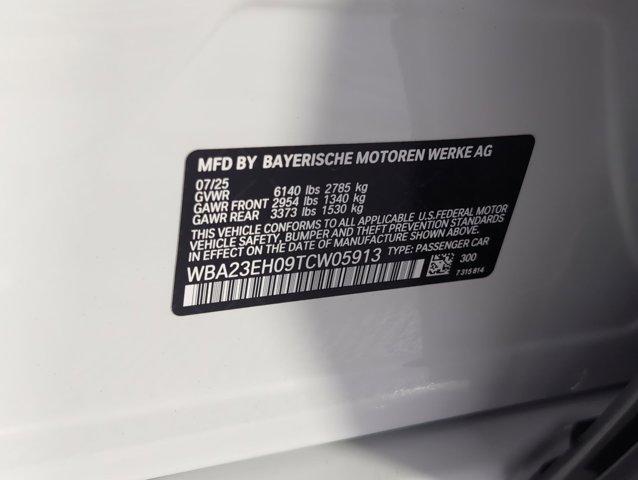 MFD BY BAYERISCHE MOTOREN WERKE AG
07/25
GVWR 6140 lbs 2785 kg
GAWR FRONT 2954 lbs 1340 kg
GAWR REAR 3373 lbs 1530 kg
THIS VEHICLE CONFORMS TO ALL APPLICABLE U.S.FEDERAL MOTOR
VEHICLE SAFETY, BUMPER, AND THEFT PREVENTION STANDARDS
IN EFFECT ON THE DATE OF MANUFACTURE SHOWN ABOVE.
WBA23EH09TCW05913 TYPE: PASSENGER CAR
300
7 315 814